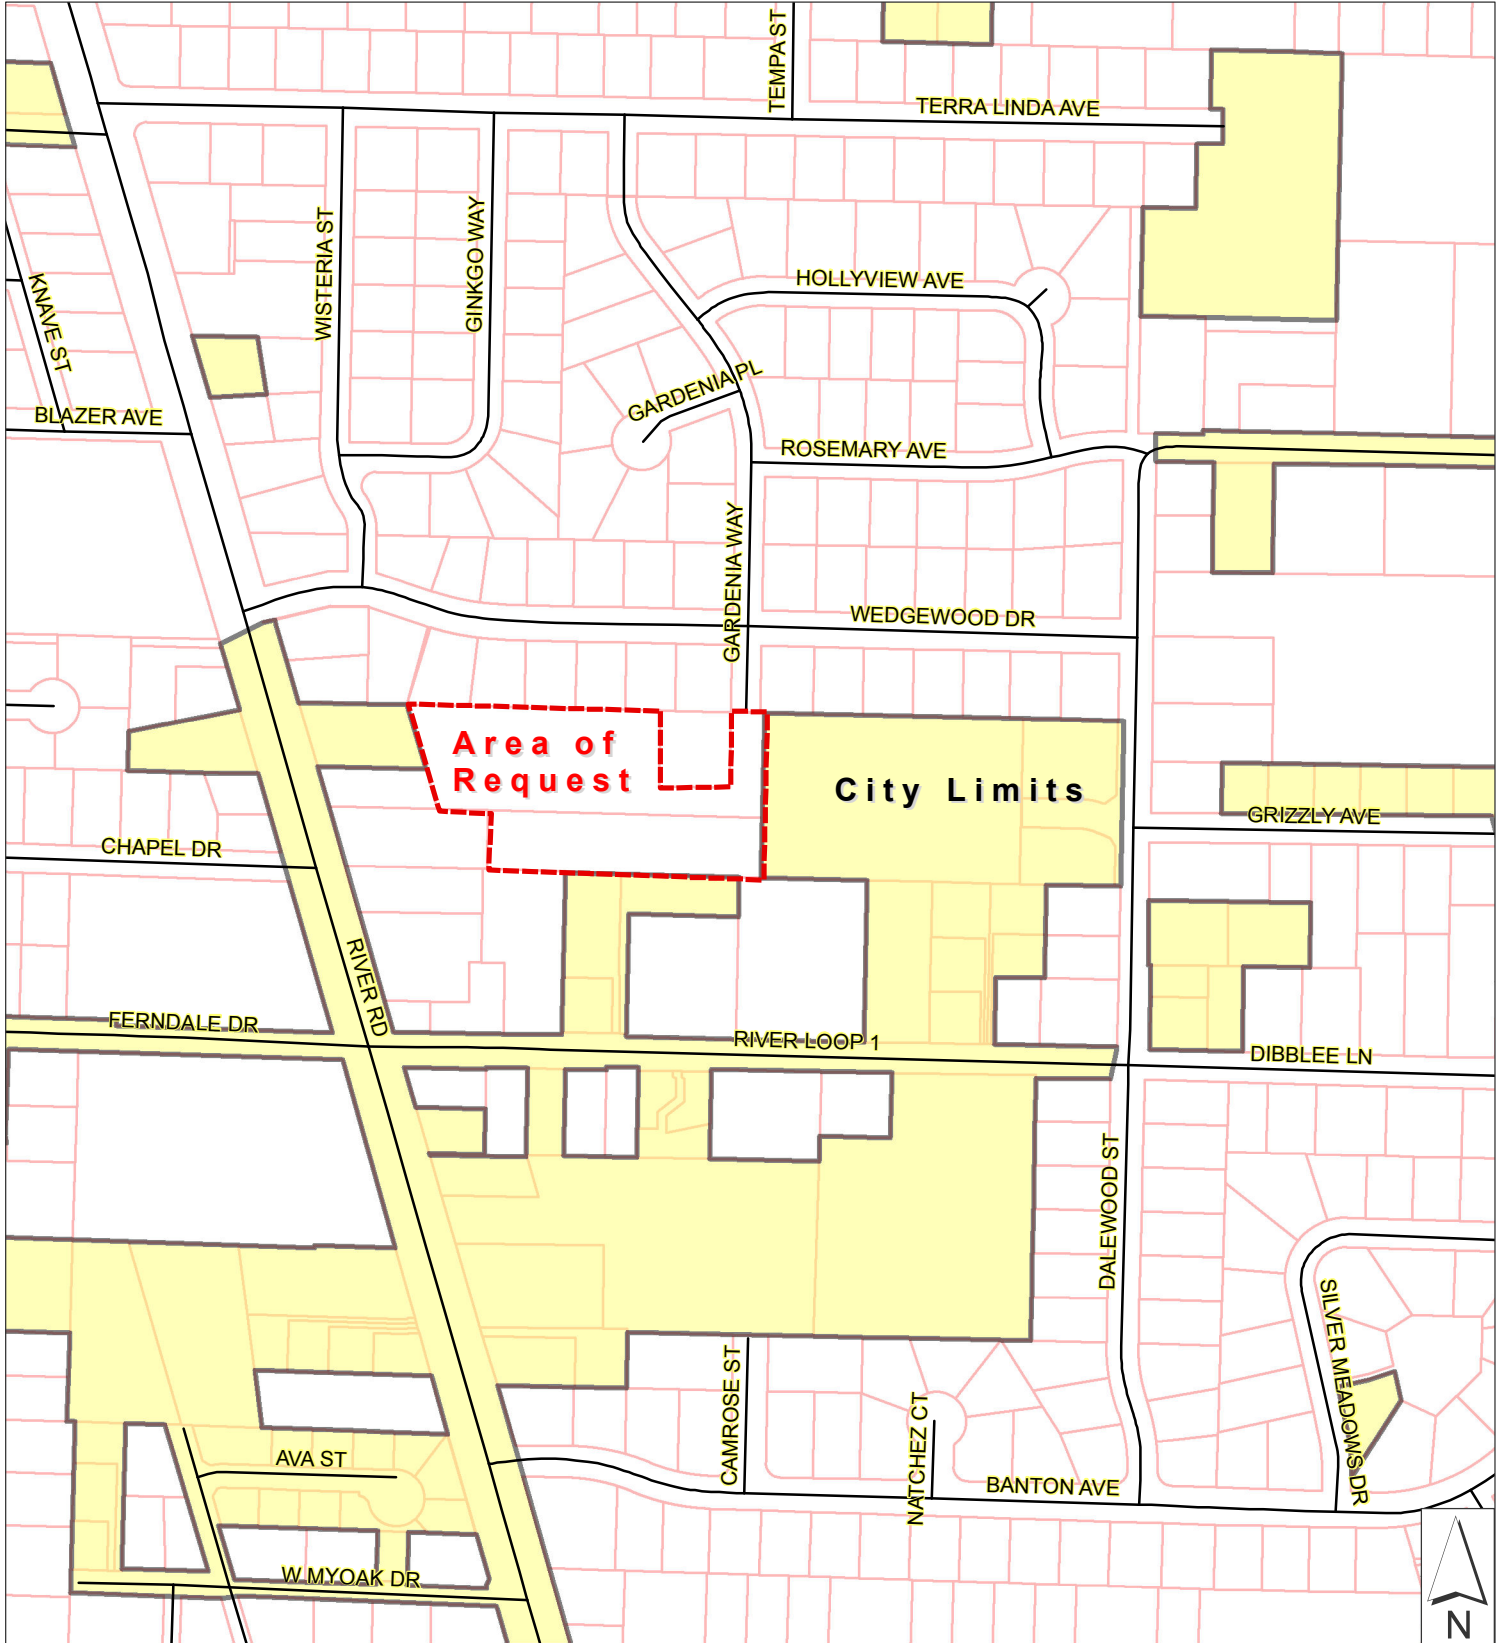 TEMPA ST
TERRA LINDA AVE
WISTERIA ST
GINKGO WAY
KNAVE ST
HOLLYVIEW AVE
GARDENIA PL
BLAZER AVE
ROSEMARY AVE
GARDENIA WAY
WEDGEWOOD DR
Area of
Request
City Limits
GRIZZLY AVE
CHAPEL DR
RIVER RD
FERNDALE DR
RIVER LOOP 1
DIBBLEE LN
DALEWOOD ST
SILVER MEADOWS DR
CAMROSE ST
NATCHEZ CT
AVA ST
BANTON AVE
W MYOAK DR
N